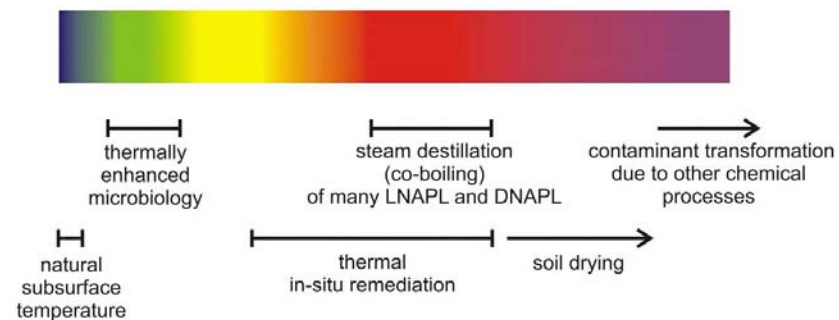 thermally
enhanced
microbiology
steam destillation
(co-boiling)
of many LNAPL and DNAPL
contaminant transformation
due to other chemical
processes
natural
subsurface
temperature
thermal
in-situ remediation
soil drying